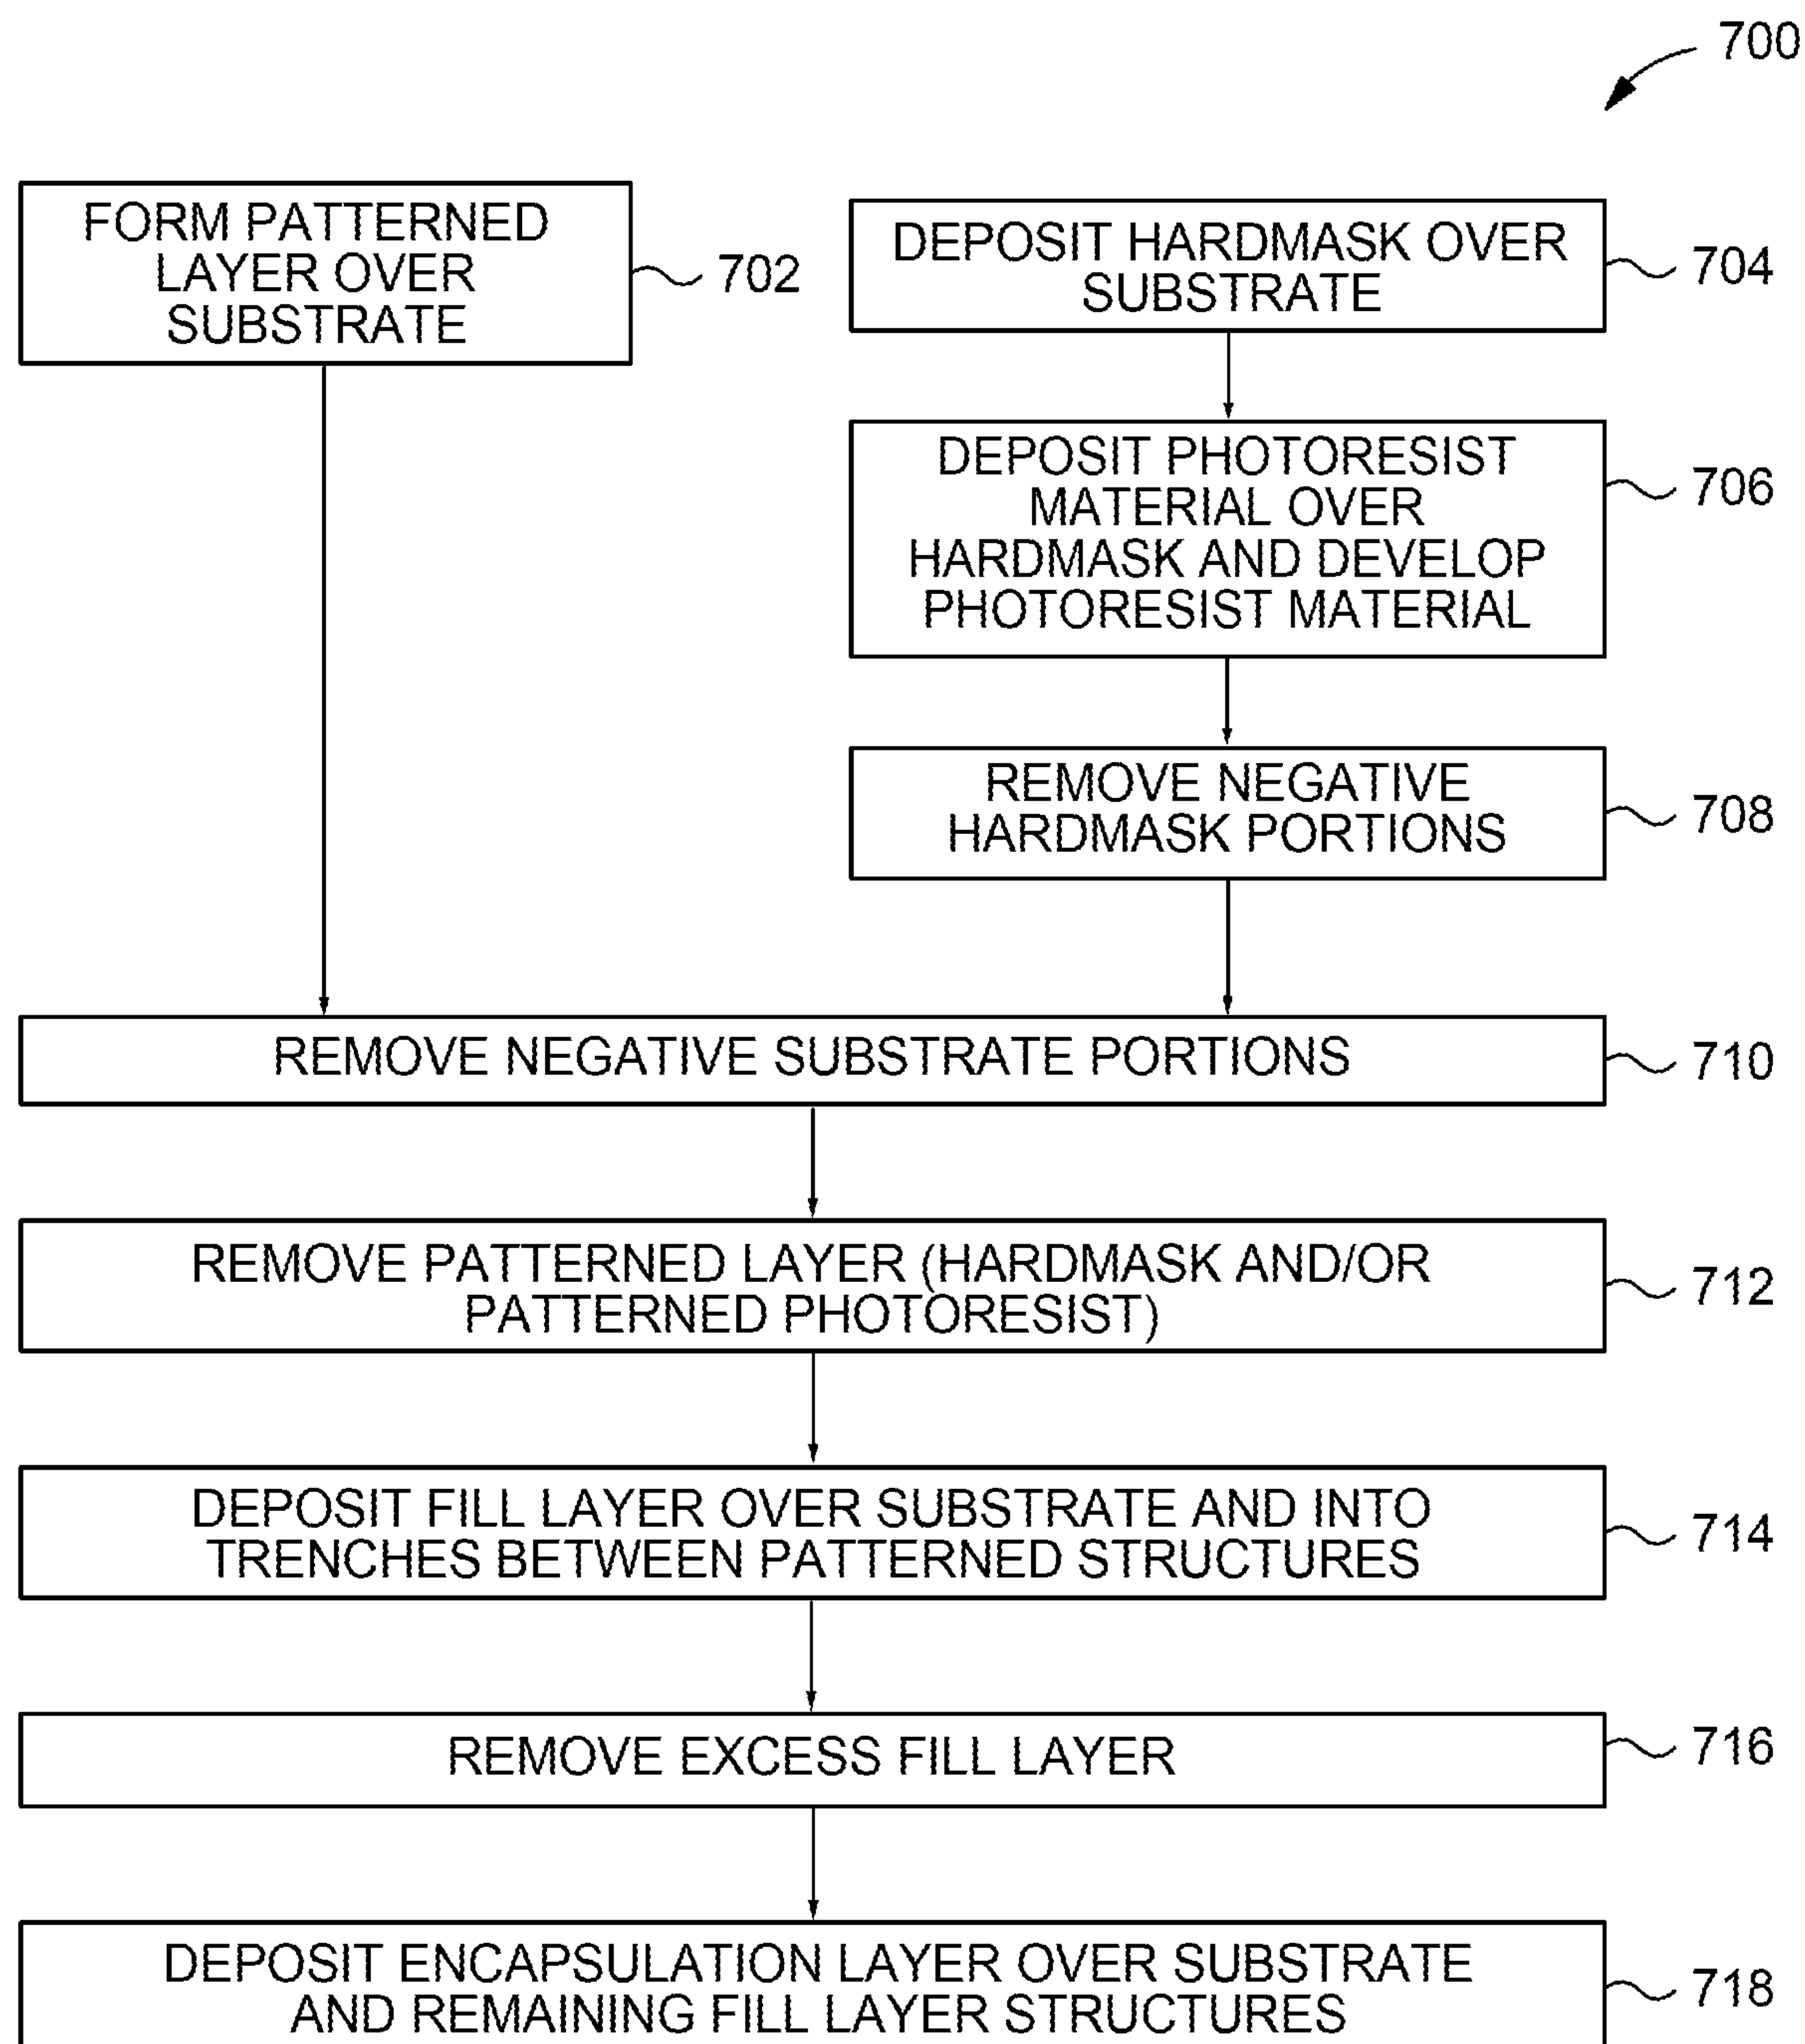 700
FORM PATTERNED
LAYER OVER
SUBSTRATE
702
DEPOSIT HARDMASK OVER
SUBSTRATE
704
DEPOSIT PHOTORESIST
MATERIAL OVER
HARDMASK AND DEVELOP
PHOTORESIST MATERIAL
706
REMOVE NEGATIVE
HARDMASK PORTIONS
708
REMOVE NEGATIVE SUBSTRATE PORTIONS
710
REMOVE PATTERNED LAYER (HARDMASK AND/OR
PATTERNED PHOTORESIST)
712
DEPOSIT FILL LAYER OVER SUBSTRATE AND INTO
TRENCHES BETWEEN PATTERNED STRUCTURES
714
REMOVE EXCESS FILL LAYER
716
DEPOSIT ENCAPSULATION LAYER OVER SUBSTRATE
AND REMAINING FILL LAYER STRUCTURES
718